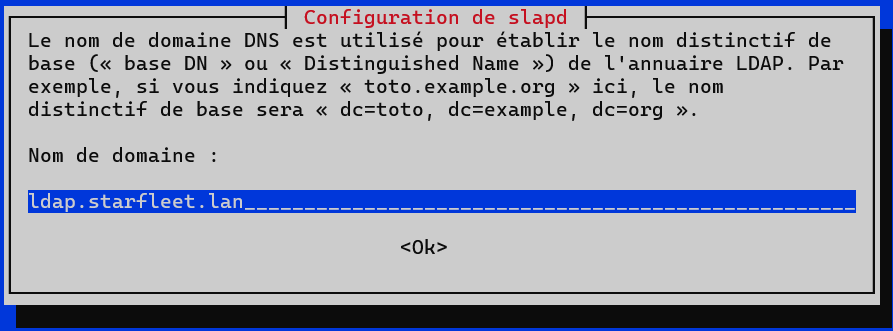 Configuration de slapd
Le nom de domaine DNS est utilisé pour établir le nom distinctif de
base (« base DN » ou « Distinguished Name ») de l'annuaire LDAP. Par
exemple, si vous indiquez « toto.example.org » ici, le nom
distinctif de base sera « dc=toto, dc=example, dc=org ».
Nom de domaine :
ldap.starfleet.lan___________________________________________________
<Ok>